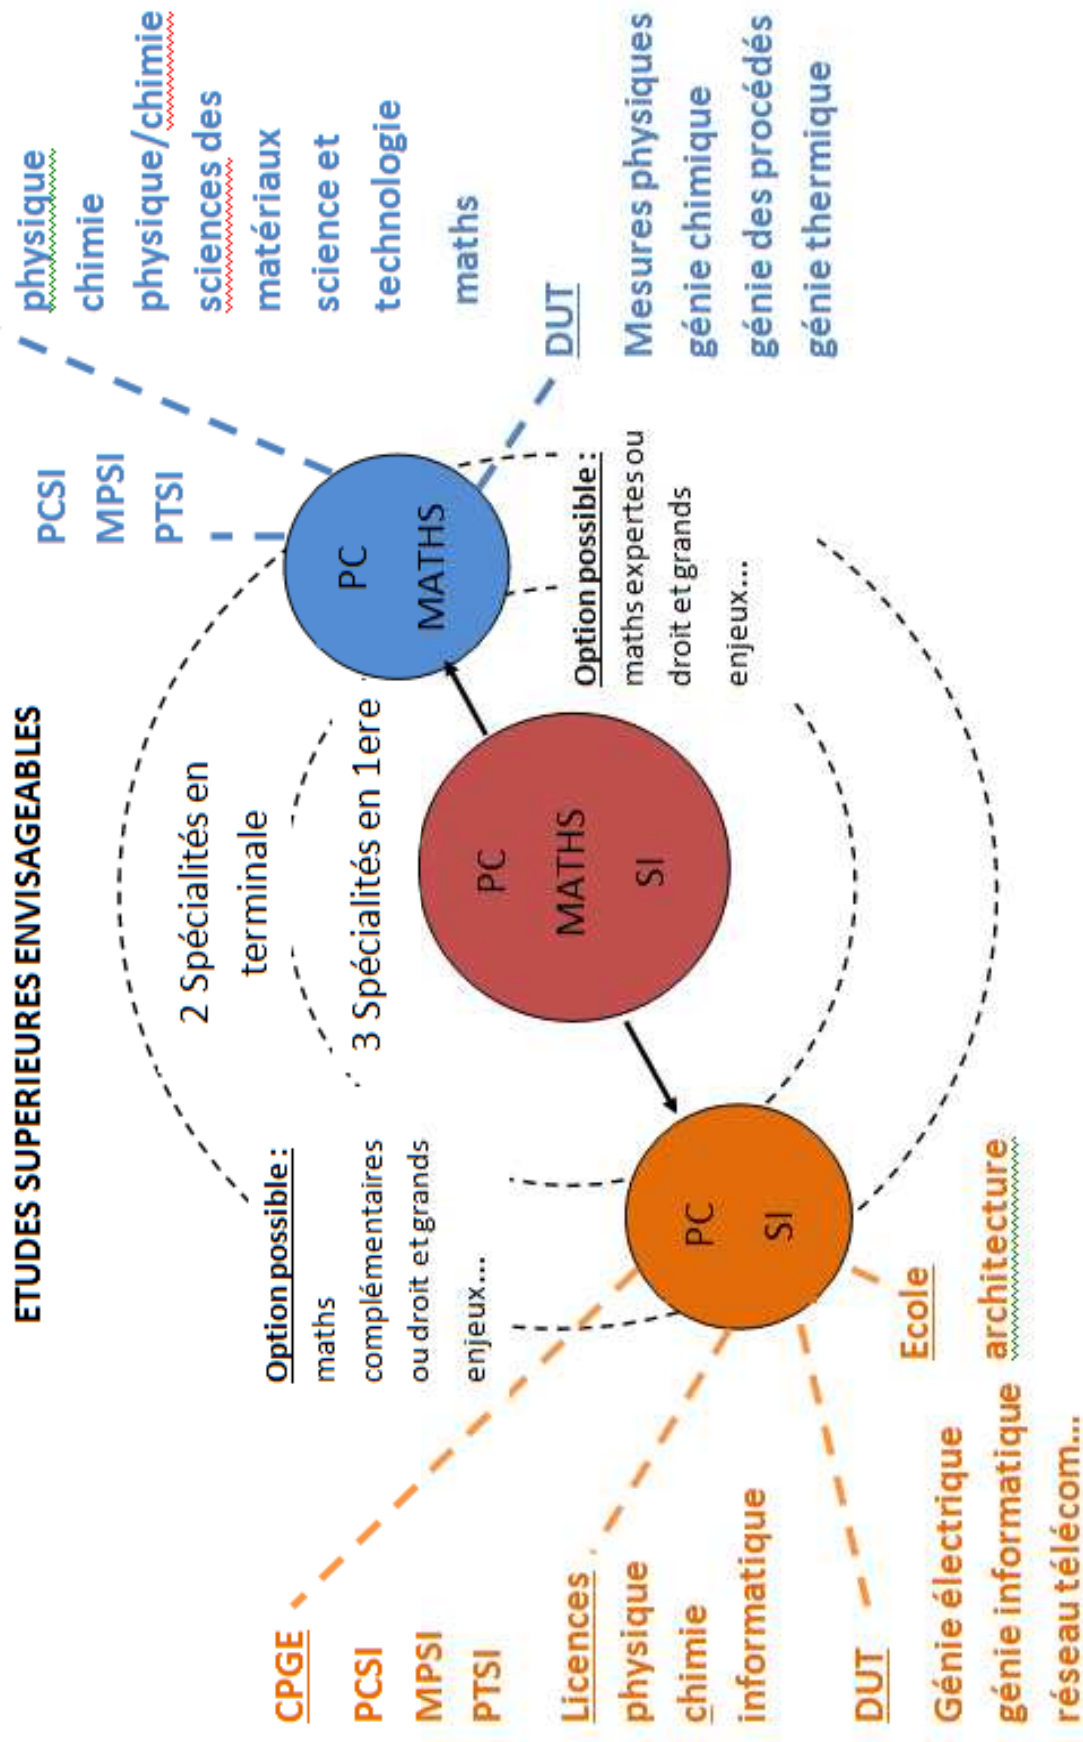 ETUDES SUPERIEURES ENVISAGEABLES
CPGE
PCSI
MPSI
PTSI
Licences
physique
chimie
informatique
DUT
Génie électrique
génie informatique
réseau télécom...
Ecole
architecture
Option possible :
maths
complémentaires
ou droit et grands
enjeux...
PC
SI
2 Spécialités en
terminale
3 Spécialités en 1ere
PC
MATHS
SI
PC
MATHS
Option possible :
maths expertes ou
droit et grands
enjeux...
PCSI
MPSI
PTSI
physique
chimie
physique/chimie
sciences des
matériaux
science et
technologie
maths
DUT
Mesures physiques
génie chimique
génie des procédés
génie thermique